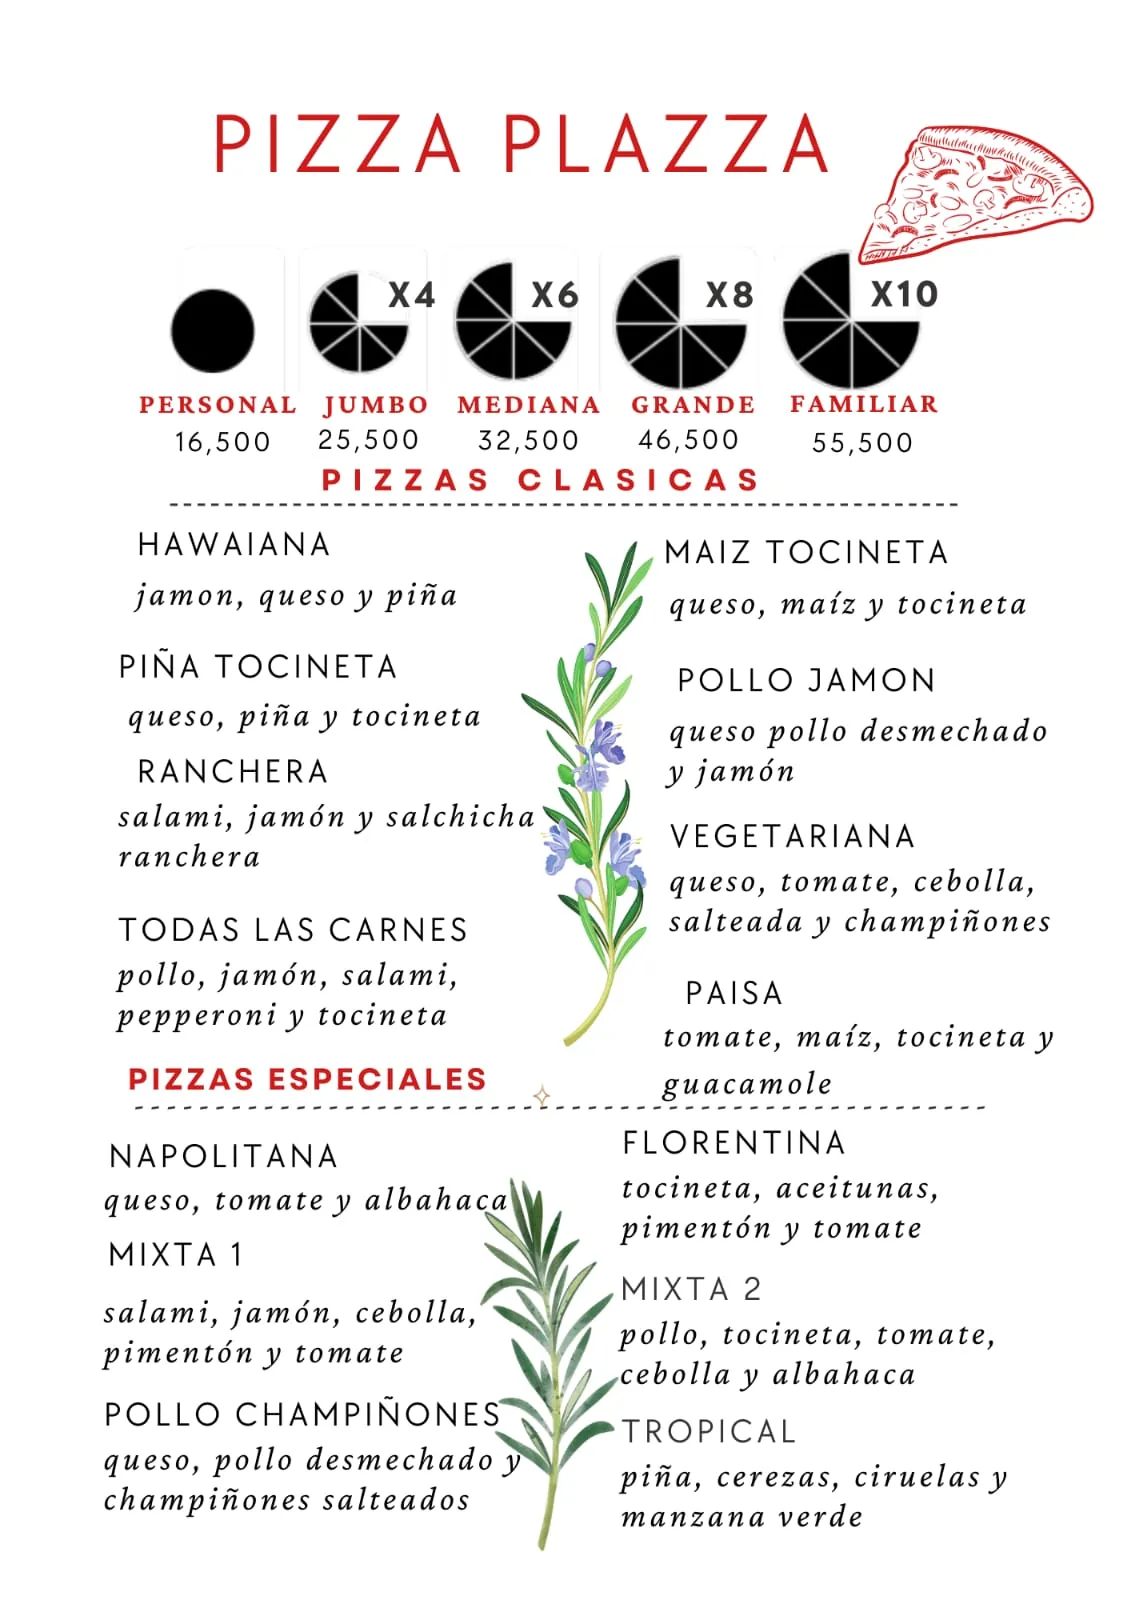 PIZZA PLAZZA
X4
X6
X8
X10
PERSONAL
JUMBO
MEDIANA
GRANDE
FAMILIAR
16,500
25,500
32,500
46,500
55,500
PIZZAS CLASICAS
HAWAIANA
jamon, queso y piña
PIÑA TOCINETA
queso, piña y tocineta
RANCHERA
salami, jamón y salchicha
ranchera
TODAS LAS CARNES
pollo, jamón, salami,
pepperoni y tocineta
MAIZ TOCINETA
queso, maíz y tocineta
POLLO JAMON
queso pollo desmechado
y jamón
VEGETARIANA
queso, tomate, cebolla,
salteada y champiñones
PAISA
tomate, maíz, tocineta y
guacamole
PIZZAS ESPECIALES
NAPOLITANA
queso, tomate y albahaca
MIXTA 1
salami, jamón, cebolla,
pimentón y tomate
POLLO CHAMPIÑONES
queso, pollo desmechado y
champiñones salteados
FLORENTINA
tocineta, aceitunas,
pimentón y tomate
MIXTA 2
pollo, tocineta, tomate,
cebolla y albahaca
TROPICAL
piña, cerezas, ciruelas y
manzana verde